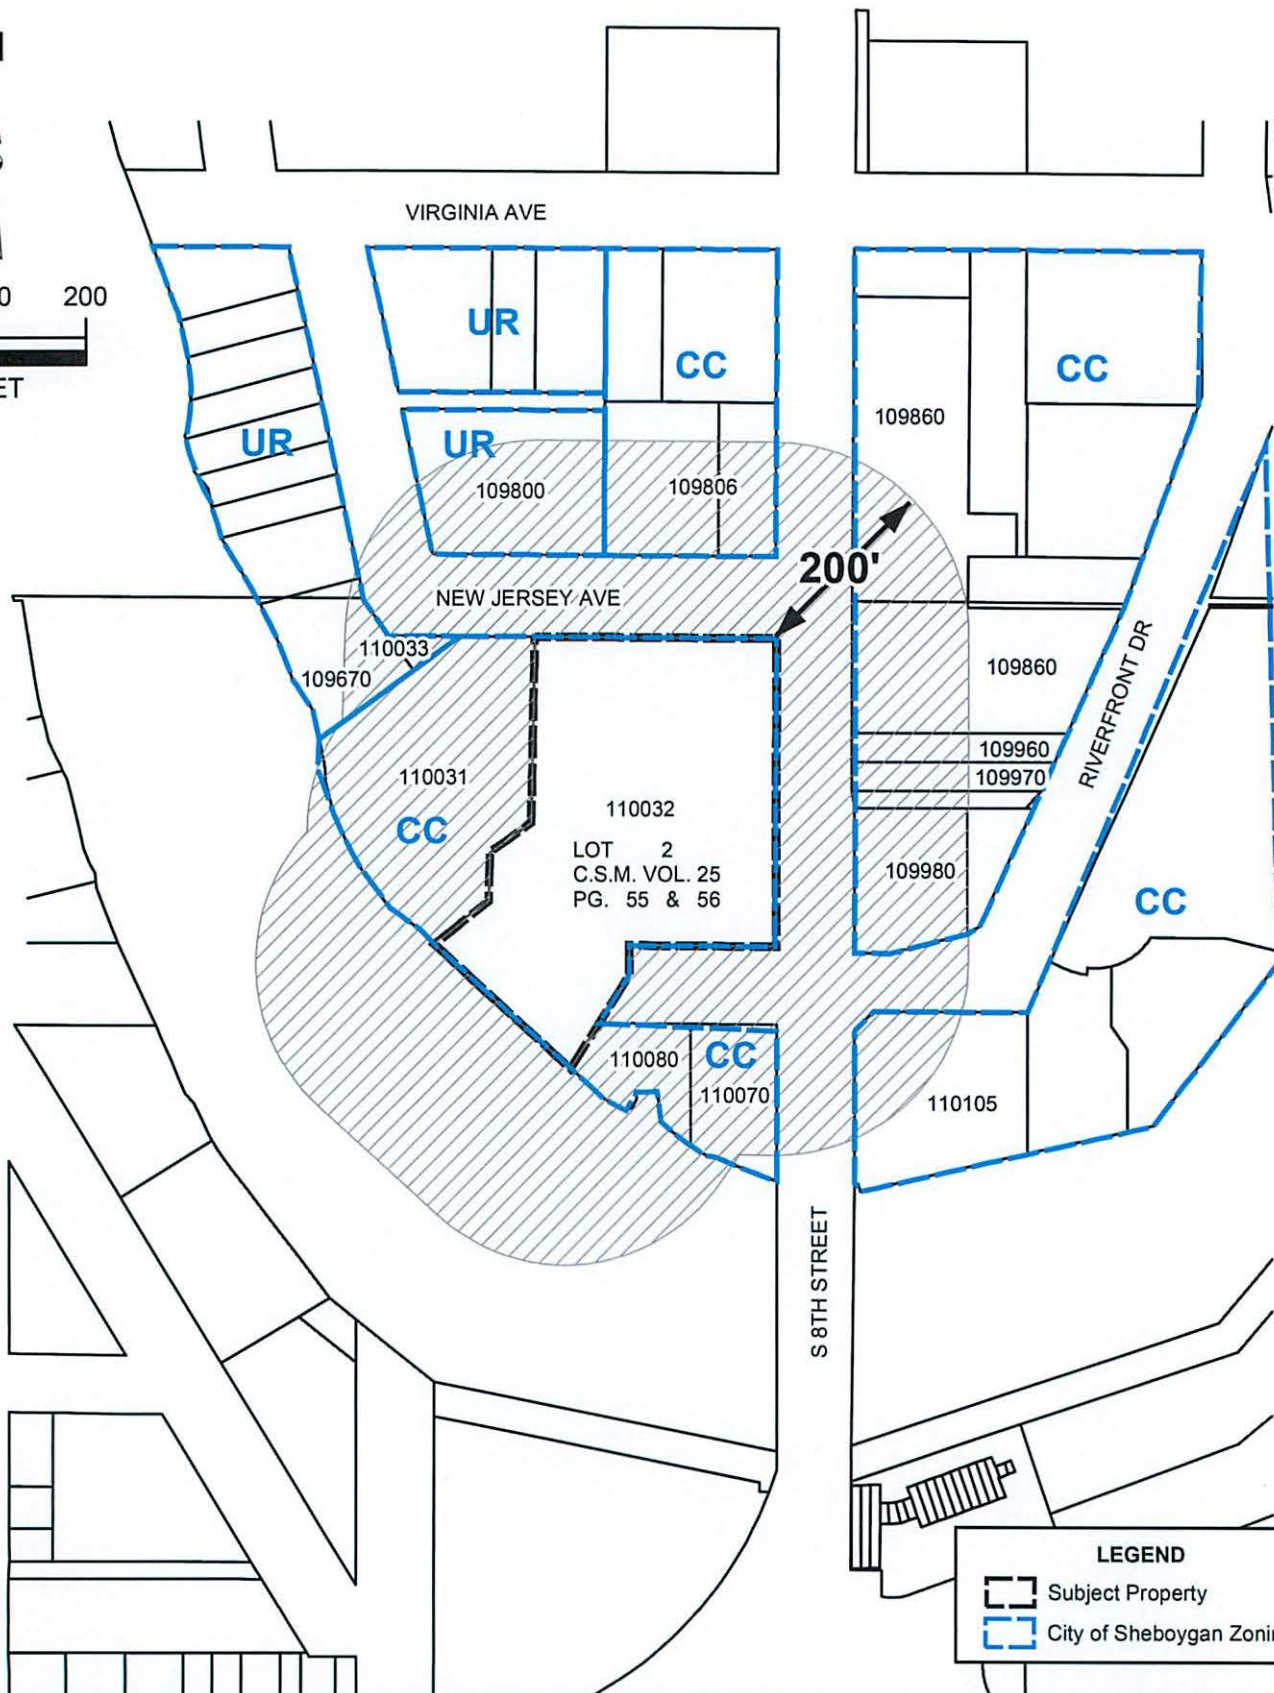 VIRGINIA AVE
200
UR
CC
CC
109860
UR
UR
109800
109806
200'
NEW JERSEY AVE
110033
109670
109860
RIVERFRONT DR
109960
109970
110031
110032
CC
LOT 2
C.S.M. VOL. 25
PG. 55 & 56
109980
CC
110080
CC
110070
110105
S 8TH STREET
LEGEND
Subject Property
City of Sheboygan